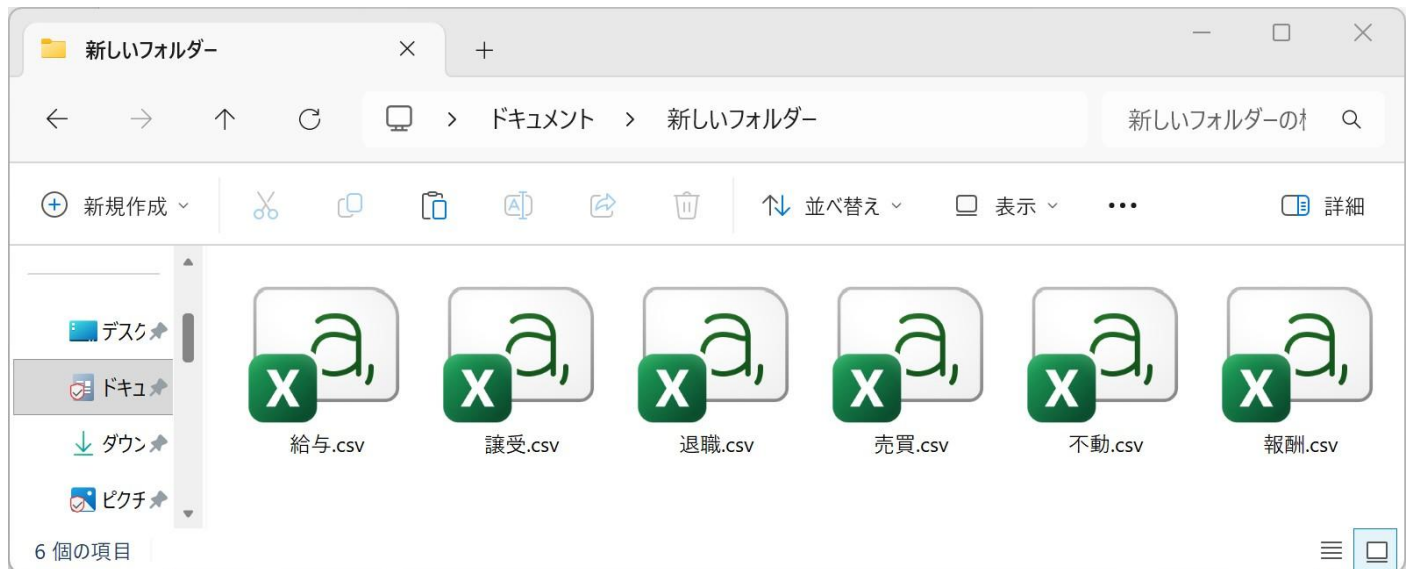 新しいフォルダー
ドキュメント > 新しいフォルダー
新しいフォルダーの
新規作成
並べ替え
表示
詳細
デスク
ドキュ
ダウン
ピクチ
給与.csv
譲受.csv
退職.csv
売買.csv
不動.csv
報酬.csv
6 個の項目